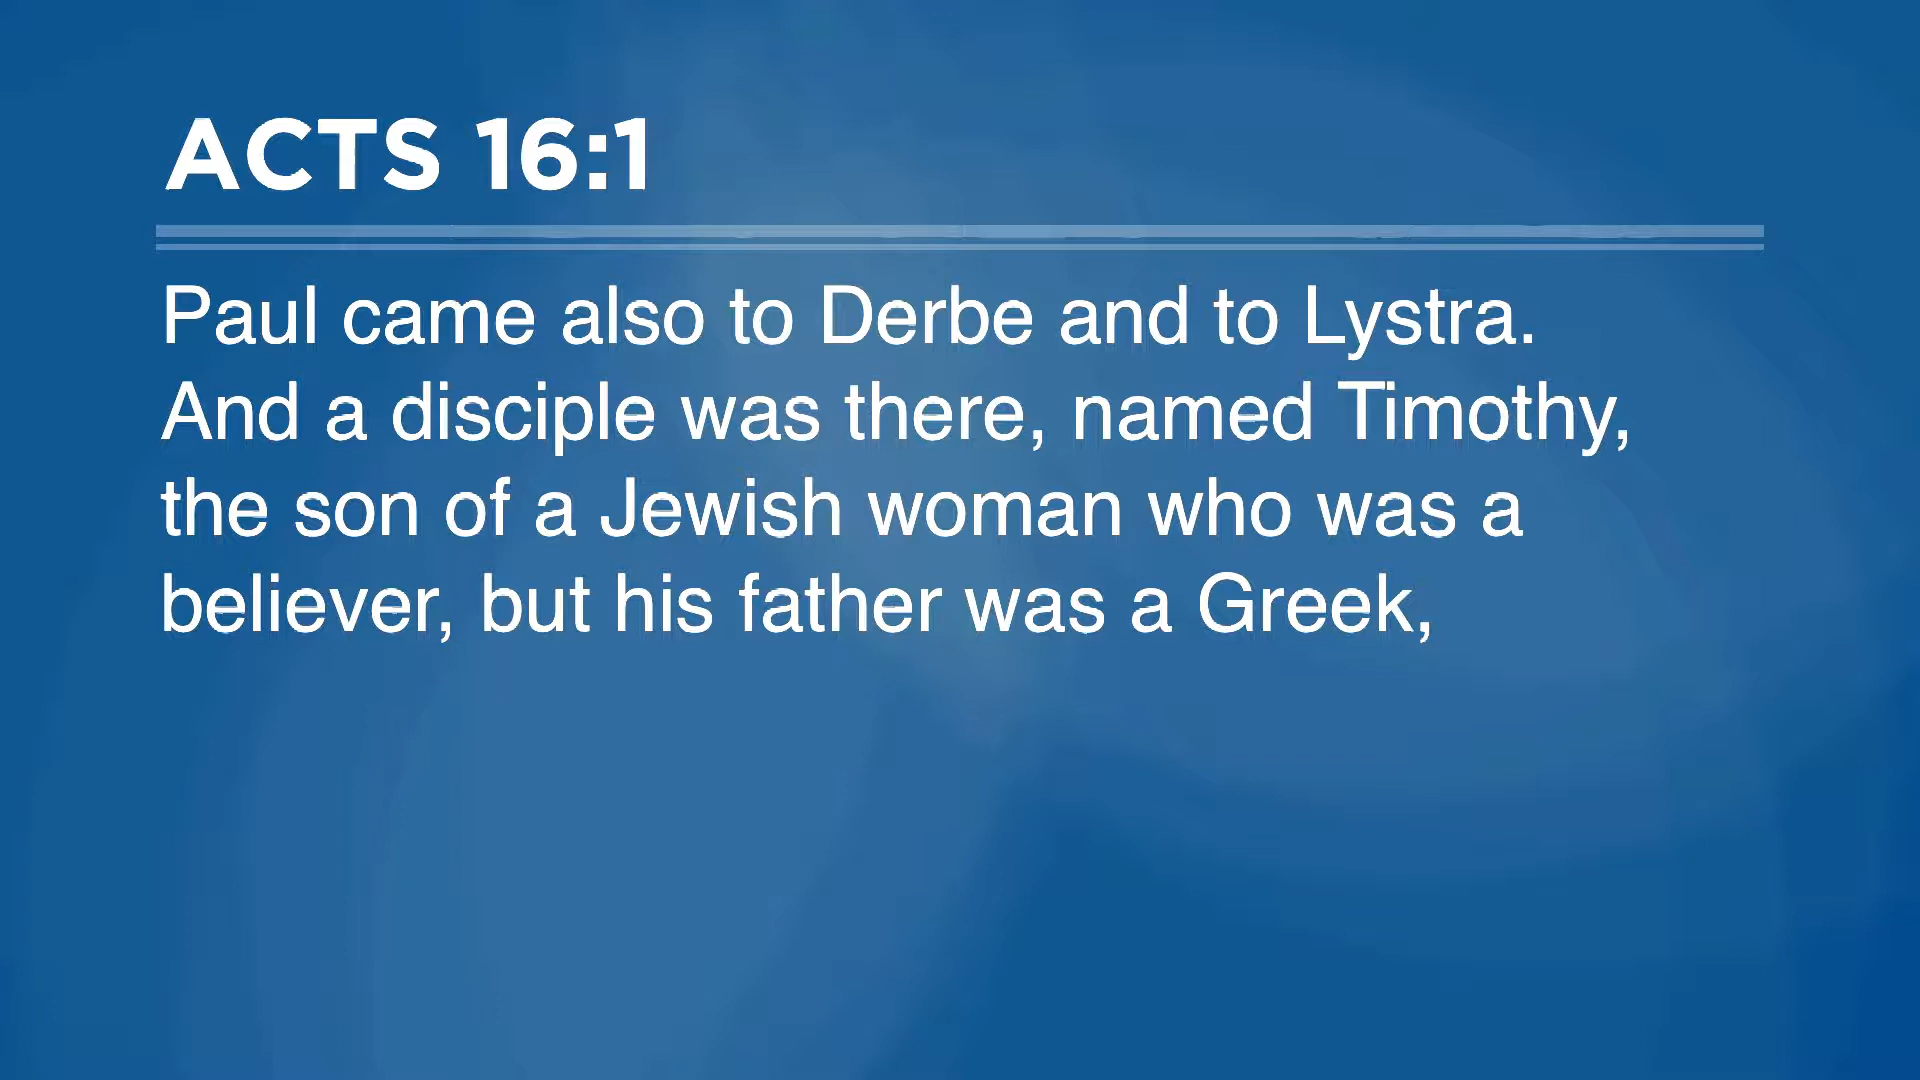 ACTS 16:1
Paul came also to Derbe and to Lystra.
And a disciple was there, named Timothy,
the son of a Jewish woman who was a
believer, but his father was a Greek,